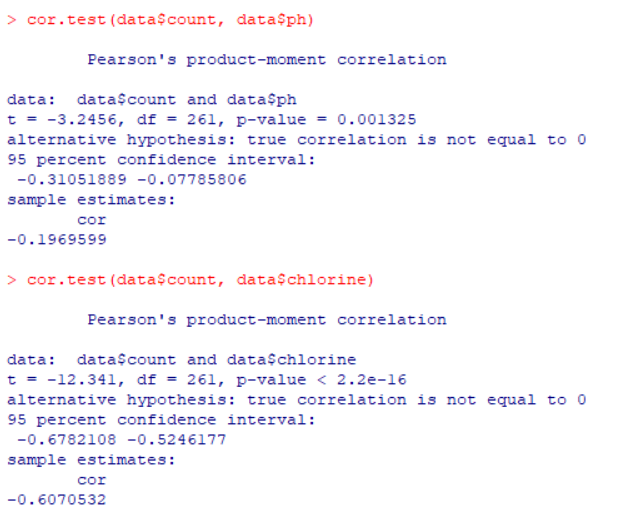 > cor.test(data$count, data$ph)
Pearson's product-moment correlation
data:  data$count and data$ph
t = -3.2456, df = 261, p-value = 0.001325
alternative hypothesis: true correlation is not equal to 0
95 percent confidence interval:
 -0.31051889 -0.07785806
sample estimates:
cor
-0.1969599
> cor.test(data$count, data$chlorine)
Pearson's product-moment correlation
data:  data$count and data$chlorine
t = -12.341, df = 261, p-value < 2.2e-16
alternative hypothesis: true correlation is not equal to 0
95 percent confidence interval:
 -0.6782108 -0.5246177
sample estimates:
cor
-0.6070532